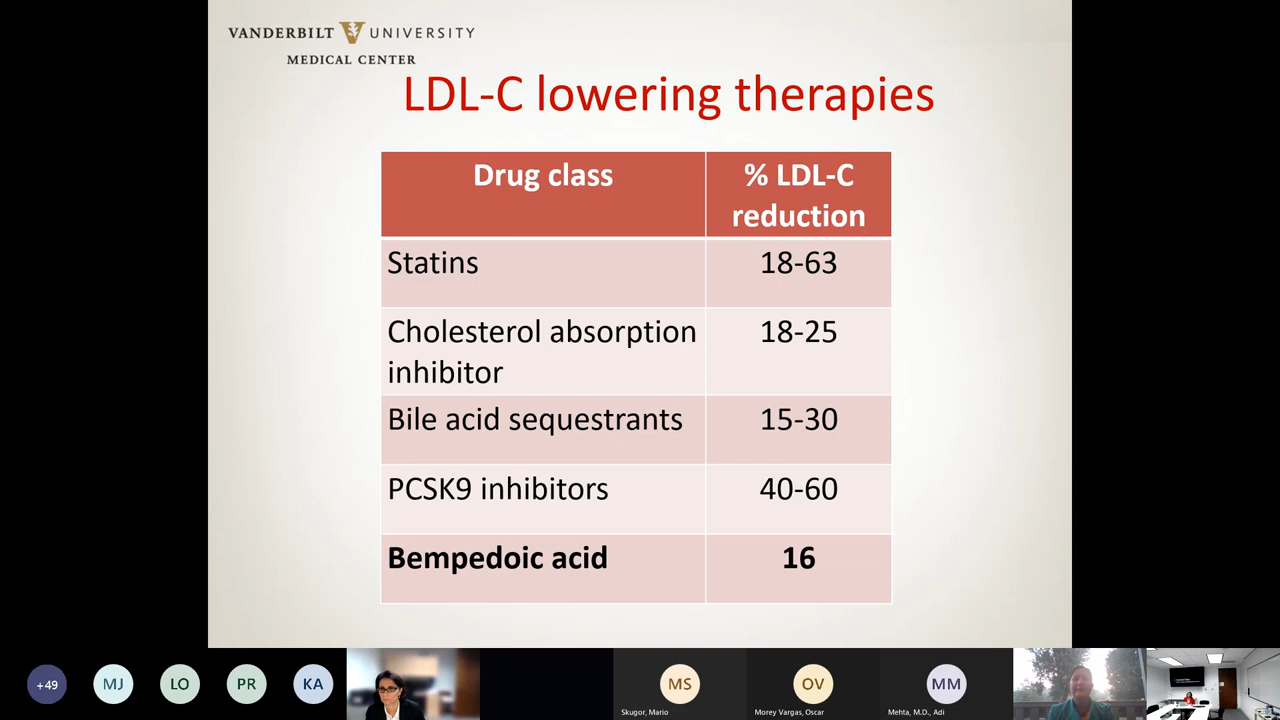 VANDERBILT UNIVERSITY
MEDICAL CENTER
LDL-C lowering therapies
Drug class
% LDL-C
reduction
Statins
18-63
Cholesterol absorption
inhibitor
18-25
Bile acid sequestrants
15-30
PCSK9 inhibitors
40-60
Bempedoic acid
16
+49
MJ
LO
PR
KA
MS
Skugor, Mario
OV
Morey Vargas, Oscar
MM
Mehta, M.D., Adi